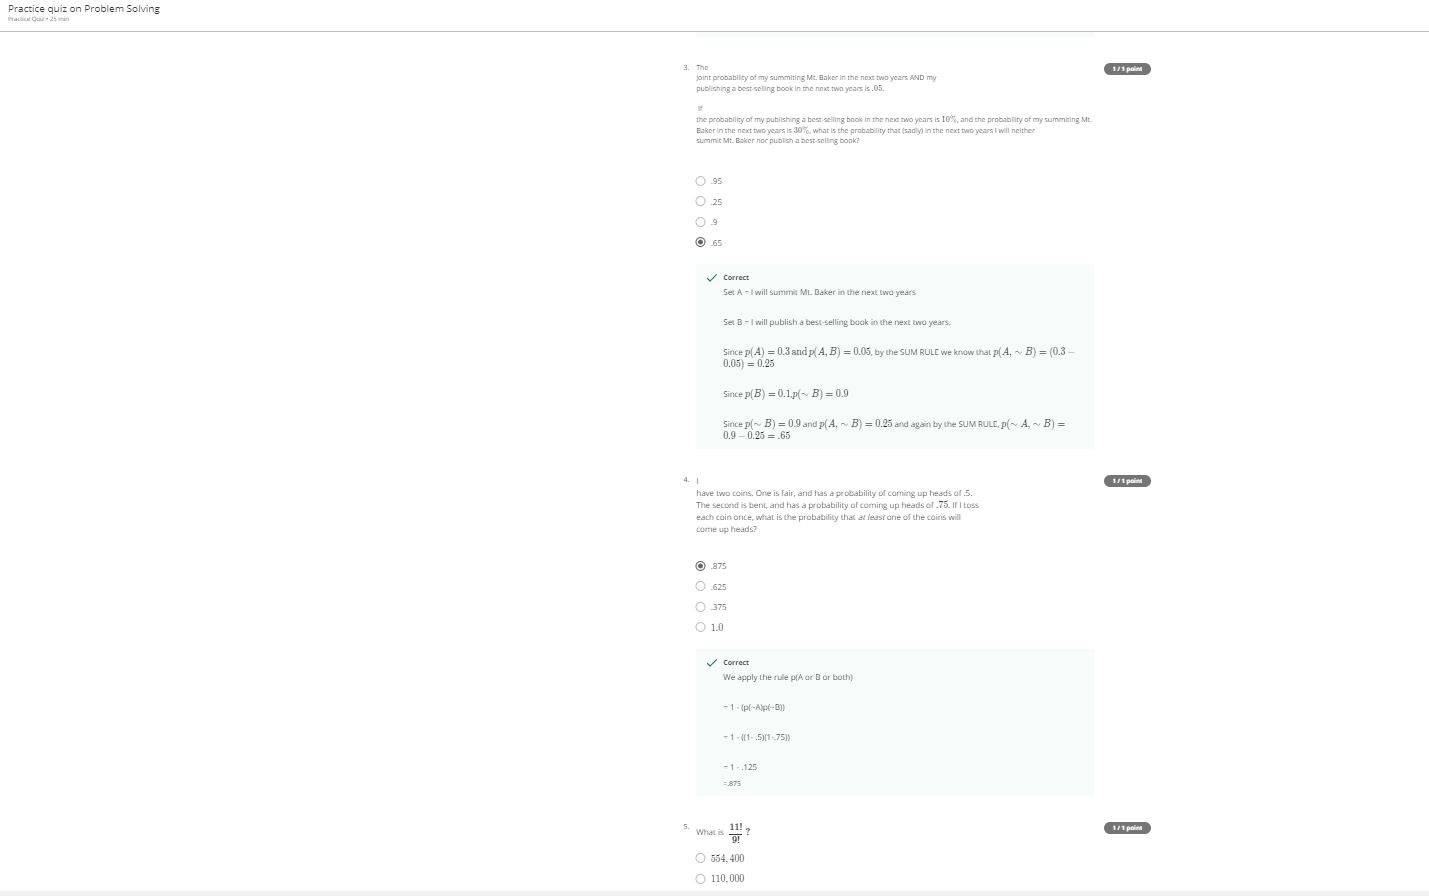 Practice quiz on Problem Solving
Practice Quiz • 25 min
3. The 1 / 1 point
joint probability of my summiting Mt. Baker in the next two years AND my
publishing a best-selling book in the next two years is .05.
If
the probability of my publishing a best-selling book in the next two years is 10%, and the probability of my summiting Mt.
Baker in the next two years is 30%, what is the probability that (sadly) in the next two years I will neither
summit Mt. Baker nor publish a best-selling book?
.95
.25
.9
.65
Correct
Set A = I will summit Mt. Baker in the next two years
Set B = I will publish a best-selling book in the next two years.
Since p(A) = 0.3 and p(A, B) = 0.05, by the SUM RULE we know that p(A, ∼ B) = (0.3 −
0.05) = 0.25
Since p(B) = 0.1, p(∼ B) = 0.9
Since p(∼ B) = 0.9 and p(A, ∼ B) = 0.25 and again by the SUM RULE, p(∼ A, ∼ B) =
0.9 − 0.25 = .65
4. I 1 / 1 point
have two coins. One is fair, and has a probability of coming up heads of .5.
The second is bent, and has a probability of coming up heads of .75. If I toss
each coin once, what is the probability that at least one of the coins will
come up heads?
.875
.625
.375
1.0
Correct
We apply the rule p(A or B or both)
= 1 - (p(~A)p(~B))
= 1 - ((1- .5)(1-.75))
= 1 - .125
=.875
5. What is 11!/9! ? 1 / 1 point
554, 400
110, 000